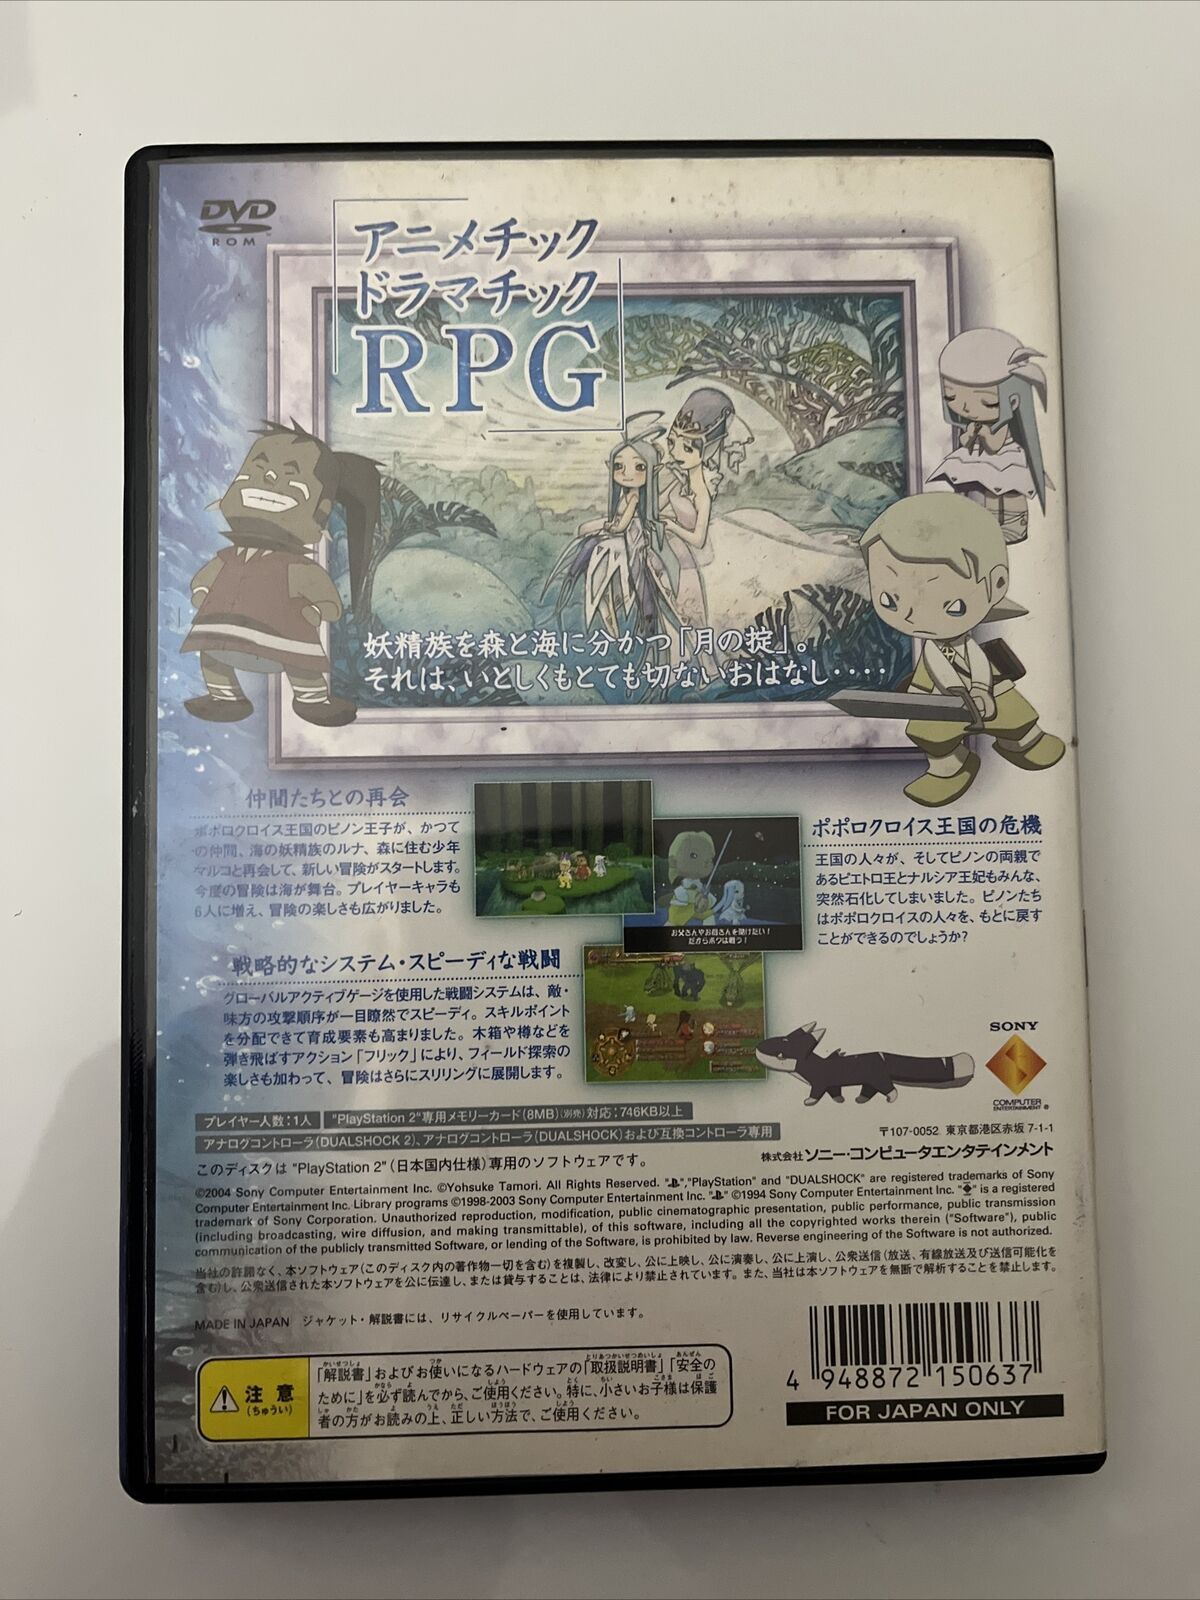 DVD
ROM
アニメチック
ドラマチック
RPG
妖精族を森と海に分かつ「月の掟」。
それは、いとしくもとても切ないおはなし‥‥
仲間たちとの再会
ポポロクロイス王国のピノン王子が、かつて
の仲間、海の妖精族のルナ、森に住む少年
マルコと再会して、新しい冒険がスタートします。
今度の冒険は海が舞台。プレイヤーキャラも
6人に増え、冒険の楽しさも広がりました。
お父さんやお母さんを助けたい!
だからボクは戦う!
ポポロクロイス王国の危機
王国の人々が、そしてピノンの両親で
あるピエトロ王とナルシア王妃もみんな、
突然石化してしまいました。ピノンたち
はポポロクロイスの人々を、もとに戻す
ことができるのでしょうか?
戦略的なシステム・スピーディな戦闘
グローバルアクティブゲージを使用した戦闘システムは、敵・
味方の攻撃順序が一目瞭然でスピーディ。スキルポイント
を分配できて育成要素も高まりました。木箱や樽などを
弾き飛ばすアクション「フリック」により、フィールド探索の
楽しさも加わって、冒険はさらにスリリングに展開します。
SONY
COMPUTER
ENTERTAINMENT ®
プレイヤー人数:1人 "PlayStation 2"専用メモリーカード(8MB)(別売)対応:746KB以上
アナログコントローラ(DUALSHOCK 2)、アナログコントローラ(DUALSHOCK)および互換コントローラ専用
〒107-0052 東京都港区赤坂 7-1-1
株式会社 ソニー・コンピュータエンタテインメント
このディスクは "PlayStation 2" (日本国内仕様)専用のソフトウェアです。
©2004 Sony Computer Entertainment Inc. ©Yohsuke Tamori. All Rights Reserved. " ","PlayStation" and "DUALSHOCK" are registered trademarks of Sony
Computer Entertainment Inc. Library programs ©1998-2003 Sony Computer Entertainment Inc. " " ©1994 Sony Computer Entertainment Inc. " " is a registered
trademark of Sony Corporation. Unauthorized reproduction, modification, public cinematographic presentation, public performance, public transmission
(including broadcasting, wire diffusion, and making transmittable), of this software, including all the copyrighted works therein ("Software"), public
communication of the publicly transmitted Software, or lending of the Software, is prohibited by law. Reverse engineering of the Software is not authorized.
当社の許諾なく、本ソフトウェア(このディスク内の著作物一切を含む)を複製し、改変し、公に上映し、公に演奏し、公に上演し、公衆送信(放送、有線放送及び送信可能化を
含む)し、公衆送信された本ソフトウェアを公に伝達し、または貸与することは、法律により禁止されています。また、当社は本ソフトウェアを無断で解析することを禁止します。
MADE IN JAPAN ジャケット・解説書には、リサイクルペーパーを使用しています。
注意
(ちゅうい)
「解説書」およびお使いになるハードウェアの「取扱説明書」「安全の
ために」を必ず読んでから、ご使用ください。特に、小さいお子様は保護
者の方がお読みの上、正しい方法で、ご使用ください。
4 948872 150637
FOR JAPAN ONLY